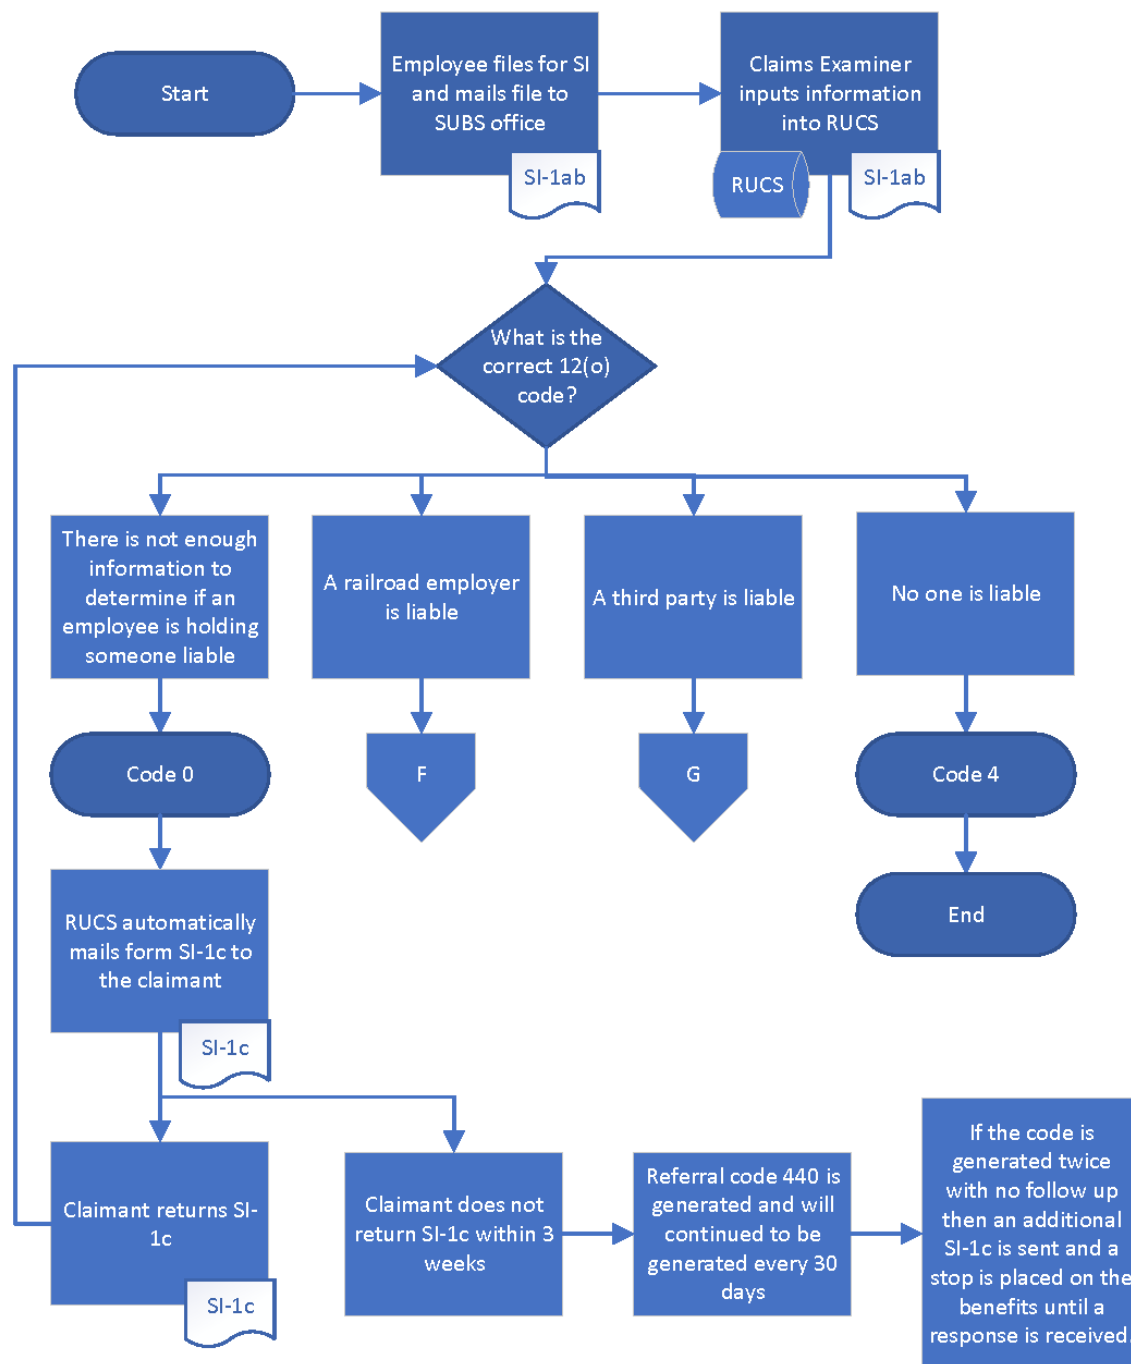 Start
Employee files for SI
and mails file to
SUBS office
SI-1ab
Claims Examiner
inputs information
into RUCS
RUCS
SI-1ab
What is the
correct 12(o)
code?
There is not enough
information to
determine if an
employee is holding
someone liable
A railroad employer
is liable
A third party is liable
No one is liable
Code 0
F
G
Code 4
RUCS automatically
mails form SI-1c to
the claimant
SI-1c
End
Claimant returns SI-
1c
SI-1c
Claimant does not
return SI-1c within 3
weeks
Referral code 440 is
generated and will
continued to be
generated every 30
days
If the code is
generated twice
with no follow up
then an additional
SI-1c is sent and a
stop is placed on the
benefits until a
response is received.